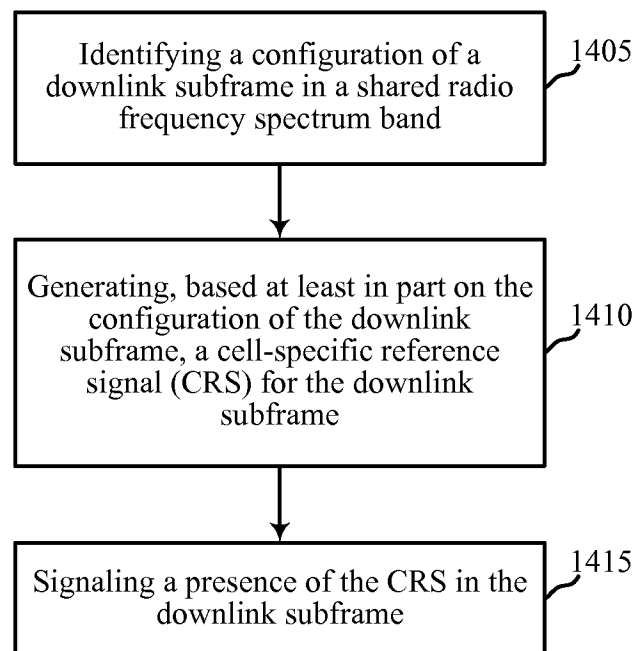 Identifying a configuration of a
downlink subframe in a shared radio
frequency spectrum band
1405
Generating, based at least in part on the
configuration of the downlink
subframe, a cell-specific reference
signal (CRS) for the downlink
subframe
1410
Signaling a presence of the CRS in the
downlink subframe
1415